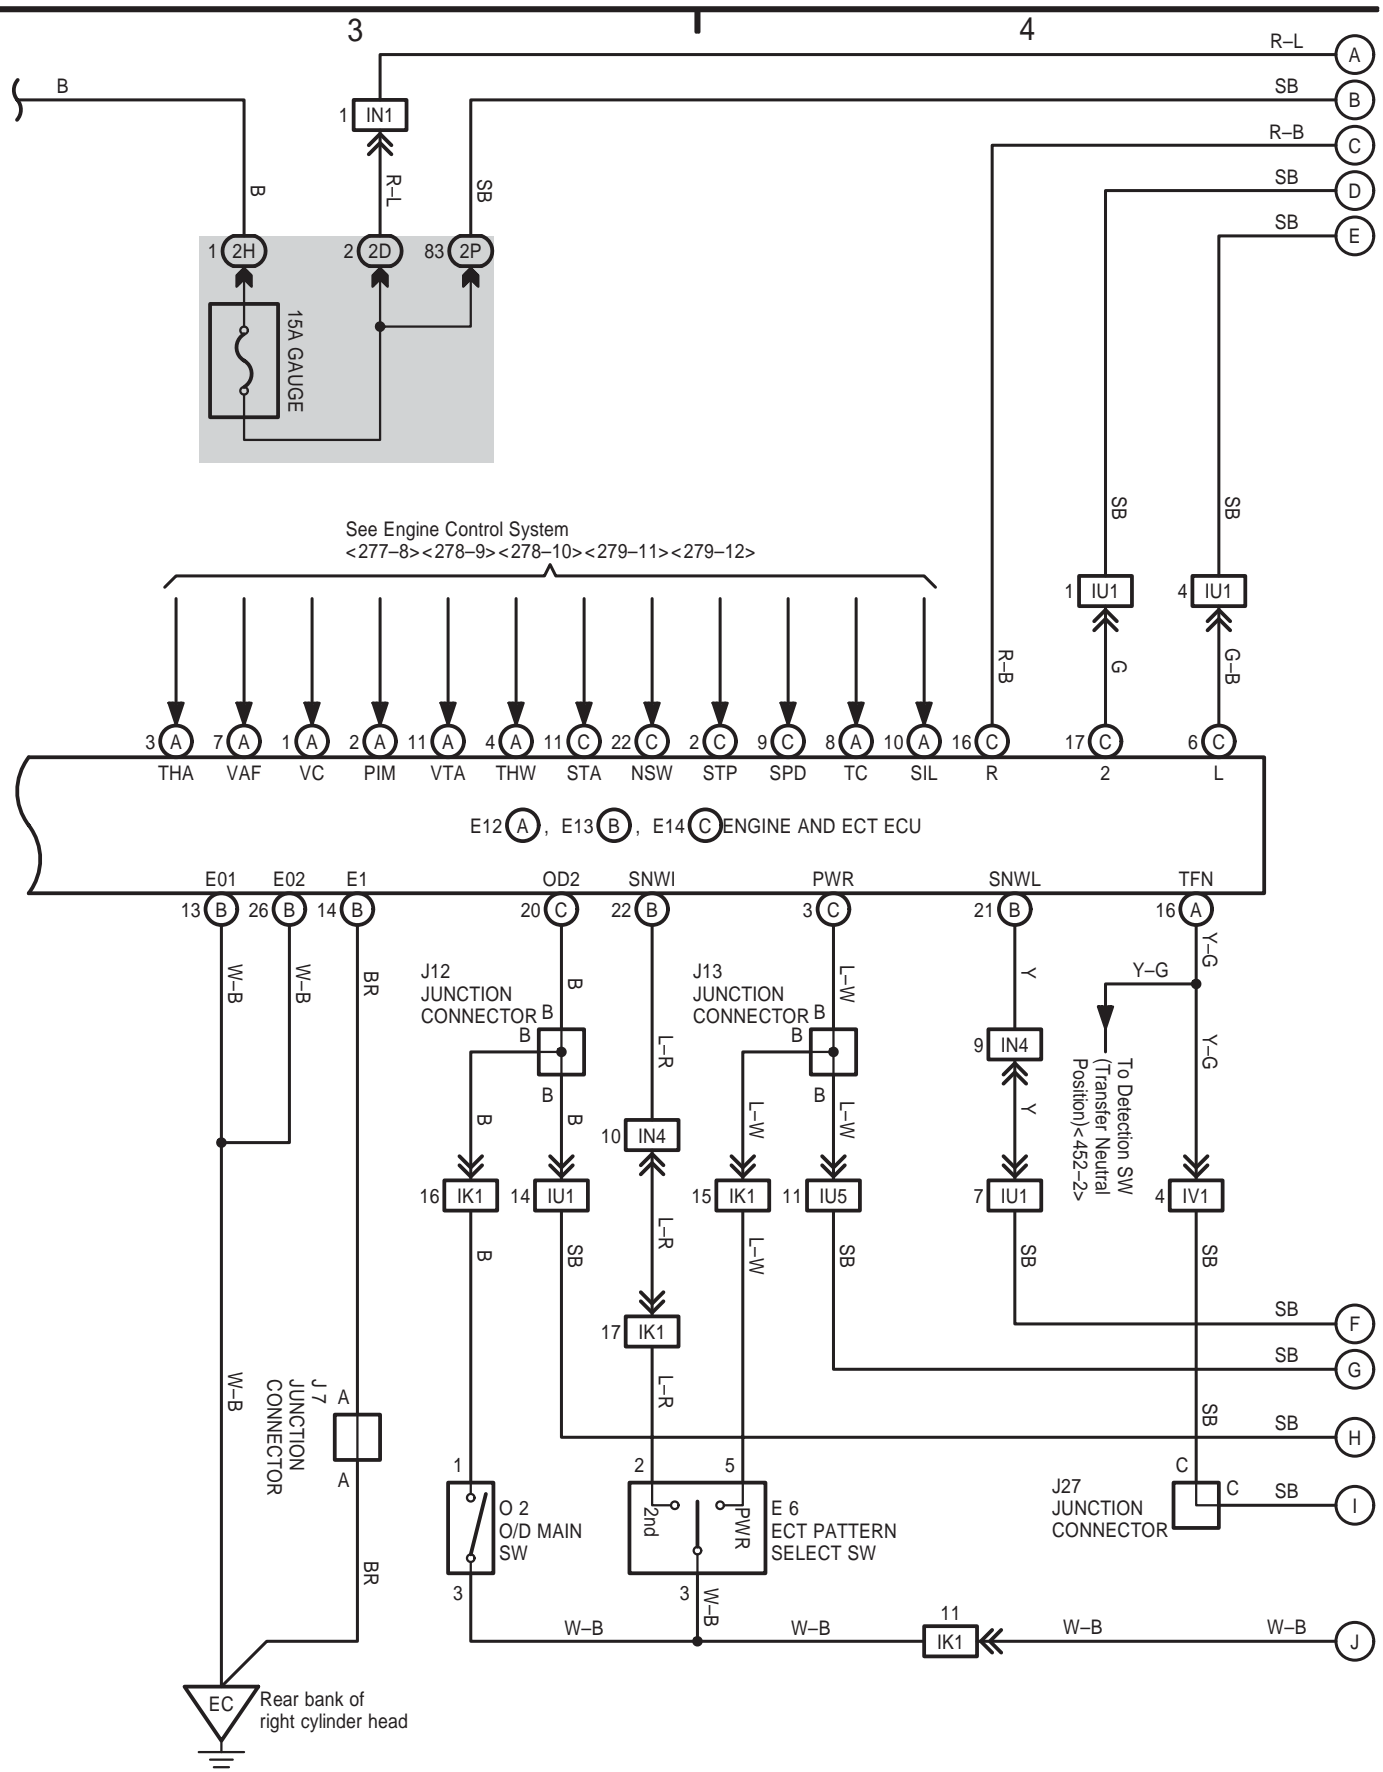 3
4
R–L
A
B
SB
B
1
IN1
R–B
C
SB
D
SB
E
B
R–L
SB
1
2H
2
2D
83
2P
15A GAUGE
See Engine Control System
<277–8><278–9><278–10><279–11><279–12>
SB
SB
1
IU1
4
IU1
R–B
G
G–B
3
A
7
A
1
A
2
A
11
A
4
A
11
C
22
C
2
C
9
C
8
A
10
A
16
C
17
C
6
C
THA
VAF
VC
PIM
VTA
THW
STA
NSW
STP
SPD
TC
SIL
R
2
L
E12 A , E13 B , E14 C ENGINE AND ECT ECU
E01
E02
E1
OD2
SNWI
PWR
SNWL
TFN
13
B
26
B
14
B
20
C
22
B
3
C
21
B
16
A
W–B
W–B
BR
J12
JUNCTION
CONNECTOR
B
B
B
B
L–R
J13
JUNCTION
CONNECTOR
L–W
B
B
B
Y
Y–G
Y–G
Y–G
9
IN4
To Detection SW
(Transfer Neutral
Position)<452–2>
B
B
10
IN4
L–W
L–W
Y
16
IK1
14
IU1
15
IK1
11
IU5
7
IU1
4
IV1
B
SB
L–R
L–W
SB
SB
SB
17
IK1
SB
F
SB
G
W–B
J 7
JUNCTION
CONNECTOR
A
A
L–R
SB
SB
H
1
2
5
C
C
SB
I
O 2
O/D MAIN
SW
2nd
PWR
E 6
ECT PATTERN
SELECT SW
J27
JUNCTION
CONNECTOR
BR
3
3
W–B
W–B
W–B
11
IK1
W–B
W–B
J
EC
Rear bank of
right cylinder head